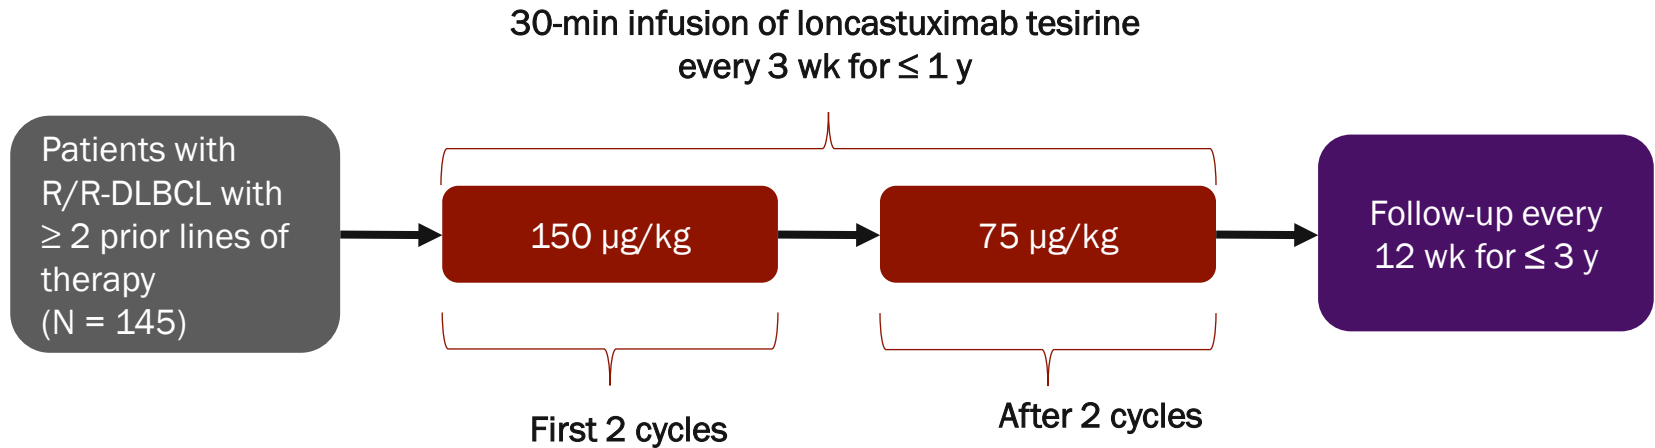 30-min infusion of loncastuximab tesirine
every 3 wk for ≤ 1 y
Patients with
R/R-DLBCL with
≥ 2 prior lines of
therapy
(N = 145)
150 µg/kg
75 µg/kg
Follow-up every
12 wk for ≤ 3 y
First 2 cycles
After 2 cycles